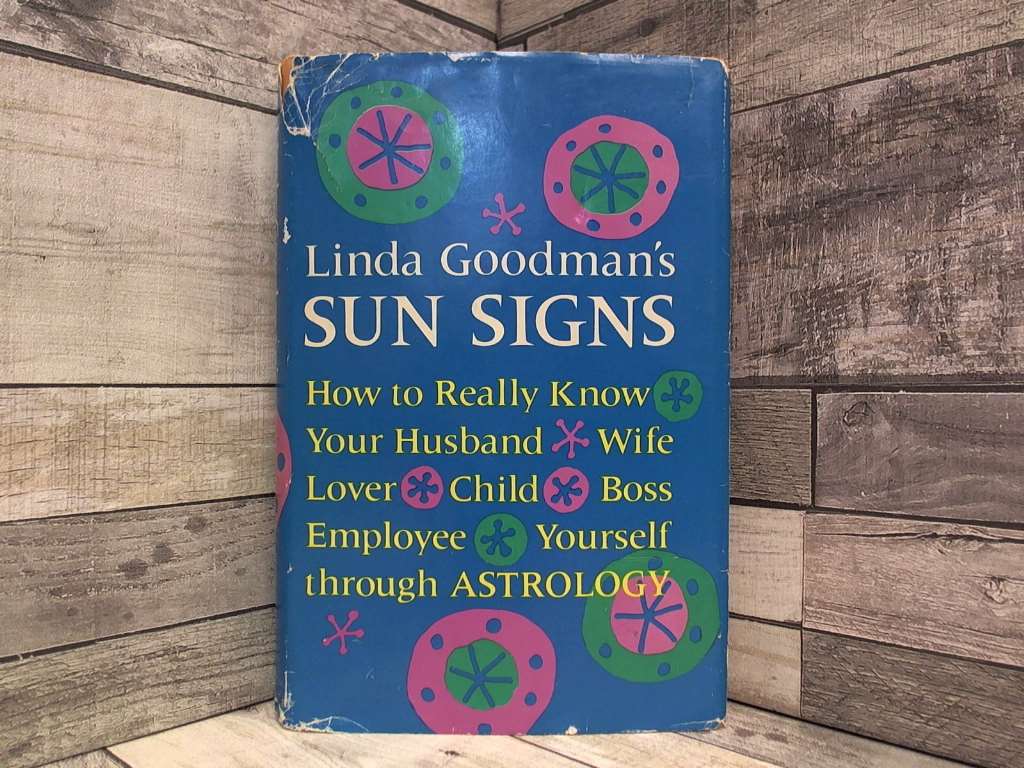 Linda Goodman's
SUN SIGNS
How to Really Know
Your Husband Wife
Lover Child Boss
Employee Yourself
through ASTROLOGY